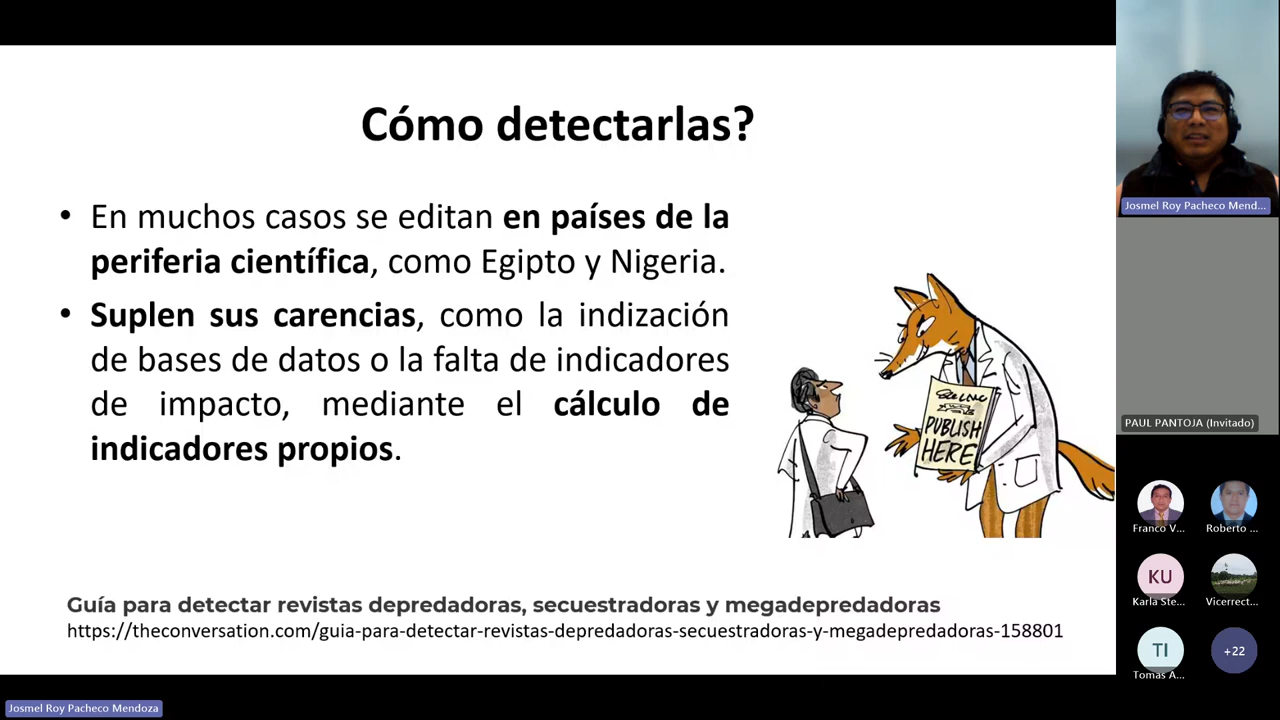 Cómo detectarlas?
• En muchos casos se editan en países de la
periferia científica, como Egipto y Nigeria.
• Suplen sus carencias, como la indización
de bases de datos o la falta de indicadores
de impacto, mediante el cálculo de
indicadores propios.
PUBLISH
HERE
Guía para detectar revistas depredadoras, secuestradoras y megadepredadoras
https://theconversation.com/guia-para-detectar-revistas-depredadoras-secuestradoras-y-megadepredadoras-158801
Josmel Roy Pacheco Mend...
PAUL PANTOJA (Invitado)
Franco V...
Roberto ...
KU
Karla Ste...
Vicerrect...
TI
Tomas A...
+22
Josmel Roy Pacheco Mendoza